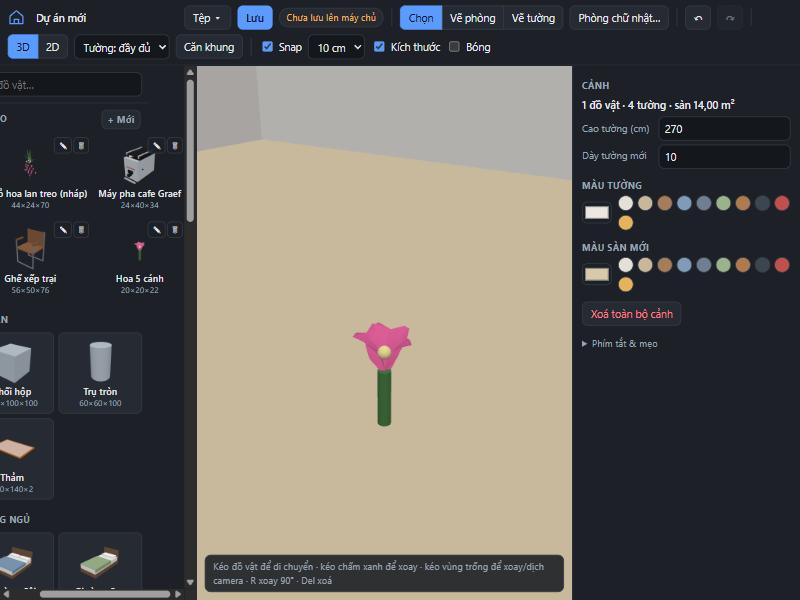 Dự án mới
Tệp
Lưu
Chưa lưu lên máy chủ
Chọn
Vẽ phòng
Vẽ tường
Phòng chữ nhật...
3D
2D
Tường: đầy đủ
Căn khung
Snap
10 cm
Kích thước
Bóng
đồ vật...
+ Mới
hoa lan treo (nháp)
44×24×70
Máy pha cafe Graef
24×40×34
Ghế xếp trại
56×50×76
Hoa 5 cánh
20×20×22
hối hộp
×100×100
Trụ tròn
60×60×100
Thảm
0×140×2
G NGỦ
Kéo đồ vật để di chuyển · kéo chấm xanh để xoay · kéo vùng trống để xoay/dịch
camera · R xoay 90° · Del xoá
CẢNH
1 đồ vật · 4 tường · sàn 14,00 m²
Cao tường (cm)
270
Dày tường mới
10
MÀU TƯỜNG
MÀU SÀN MỚI
Xoá toàn bộ cảnh
Phím tắt & mẹo